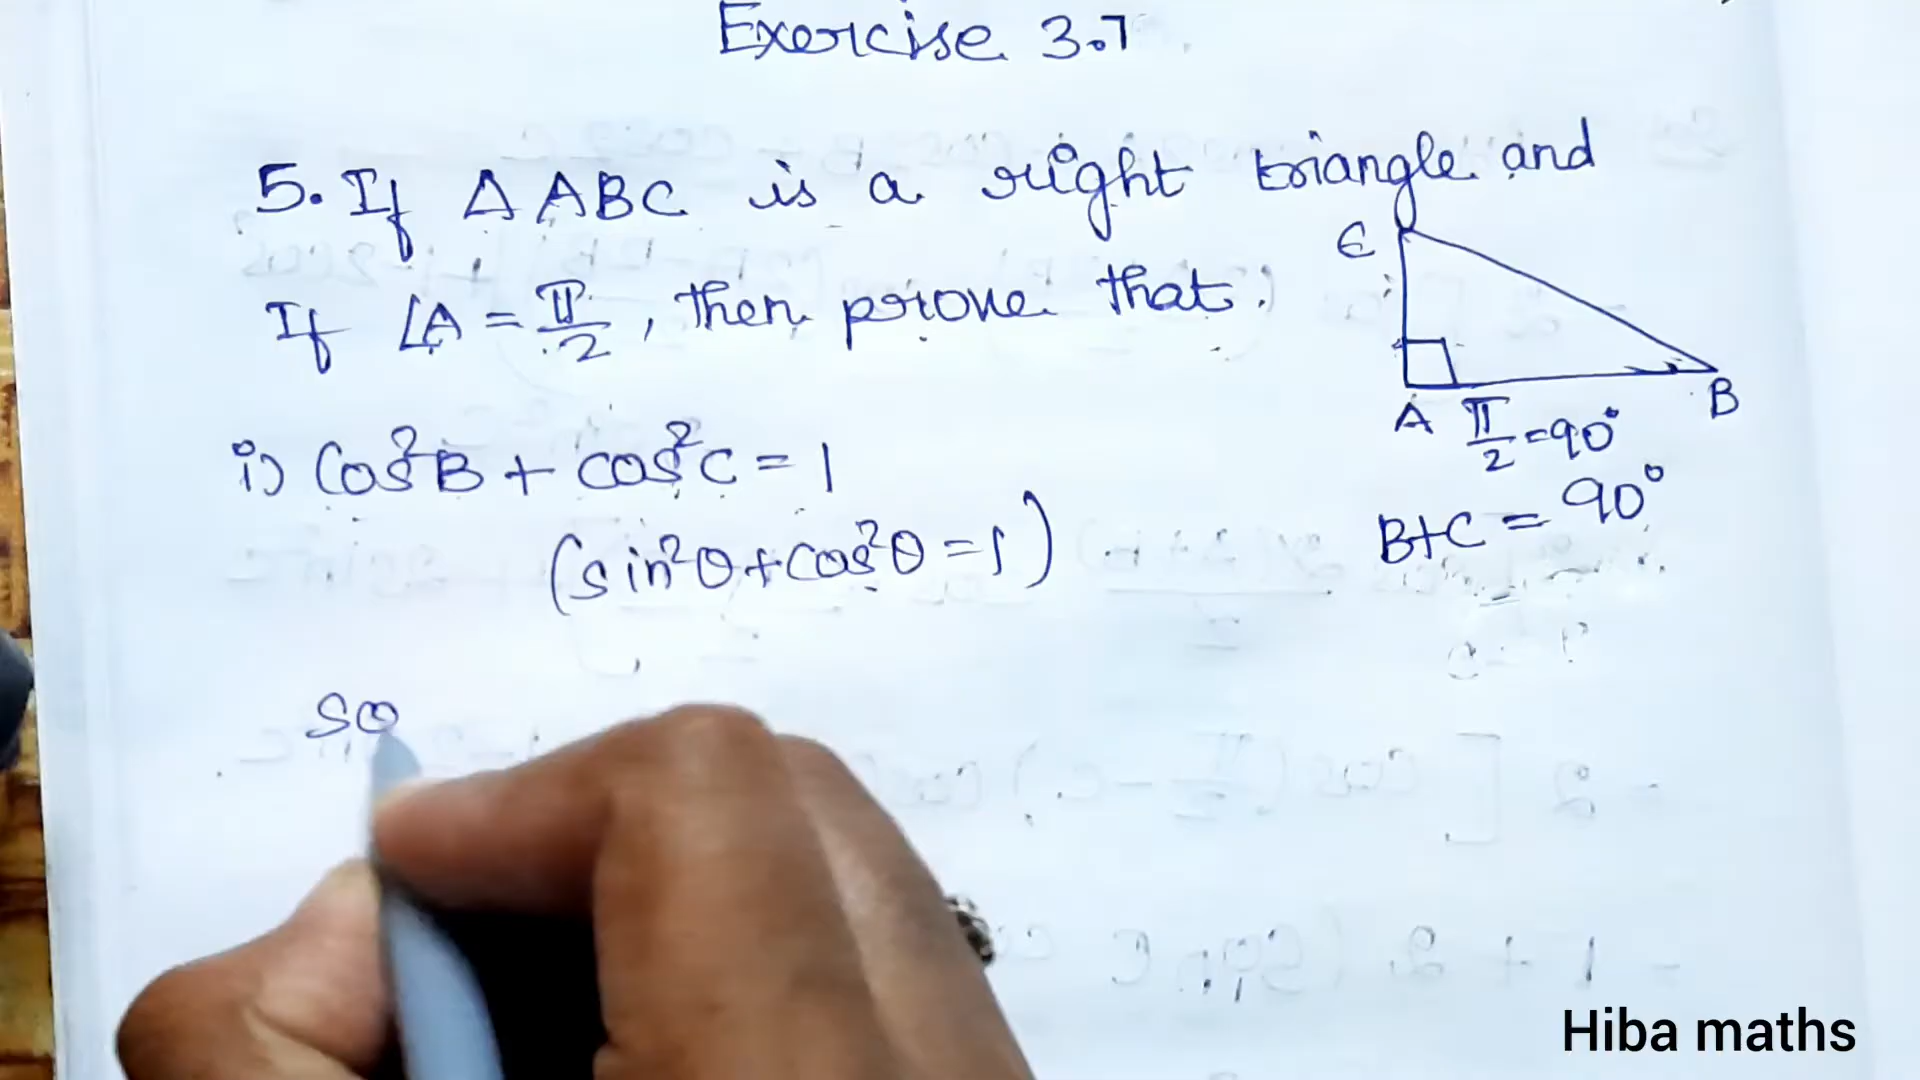 Exercise 3.7
5. If Δ ABC is a right triangle and
If ∠A = π/2, then prove that.
C
A
B
π/2 = 90°
i) Cos²B + cos²C = 1
B+C = 90°
(sin²θ + cos²θ = 1)
so
Hiba maths